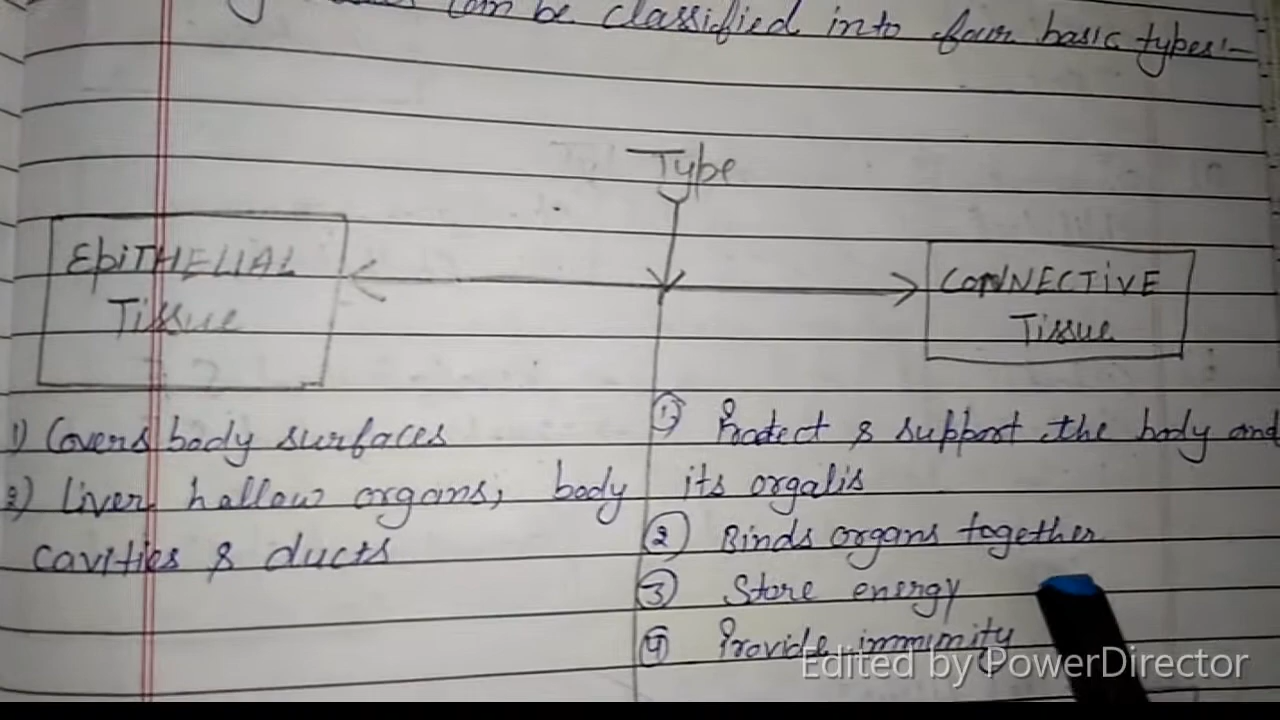 can be classified into four basic types:-
Type
EpiTHELIAL
Tissue
CONNECTIVE
Tissue
1) Covers body surfaces
2) Liver, hallow organs, body
cavities & ducts
1) Protect & support the body and
its orgalis
2 Binds organs together
3 Store energy
4 Provide immunity
Edited by PowerDirector